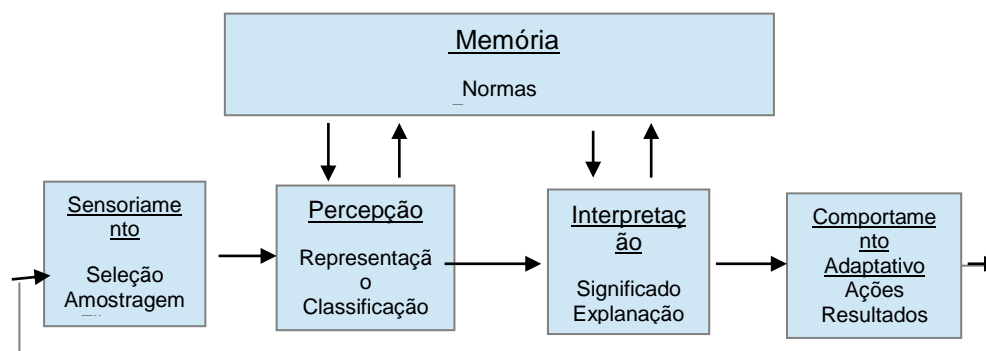 Memória
Normas
Sensoriame
nto
Seleção
Amostragem
Percepção
Representaçã
o
Classificação
Interpretaç
ão
Significado
Explanação
Comportame
nto
Adaptativo
Ações
Resultados